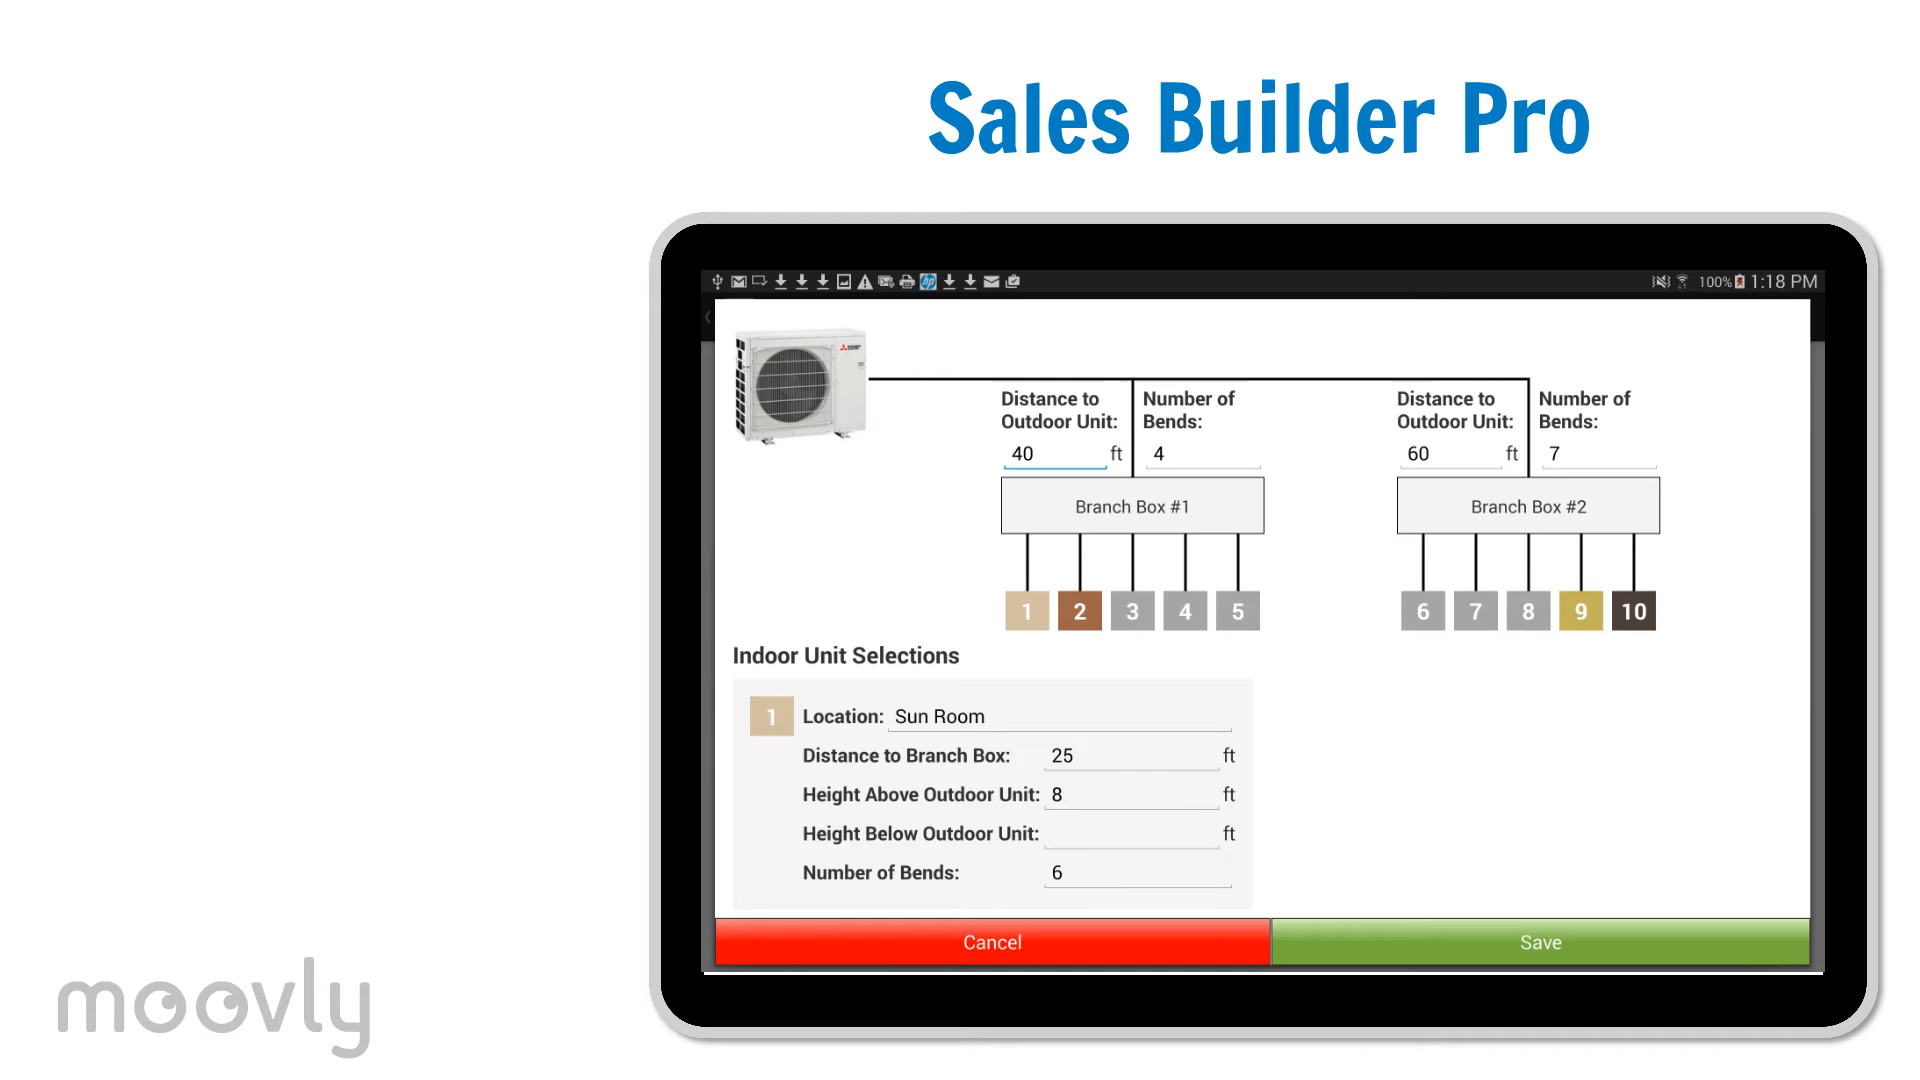 Sales Builder Pro
100% 1:18 PM
Distance to
Outdoor Unit:
40 ft
Number of
Bends:
4
Distance to
Outdoor Unit:
60 ft
Number of
Bends:
7
Branch Box #1
Branch Box #2
1 2 3 4 5
6 7 8 9 10
Indoor Unit Selections
1 Location: Sun Room
Distance to Branch Box: 25 ft
Height Above Outdoor Unit: 8 ft
Height Below Outdoor Unit: ft
Number of Bends: 6
Cancel
Save
moovly